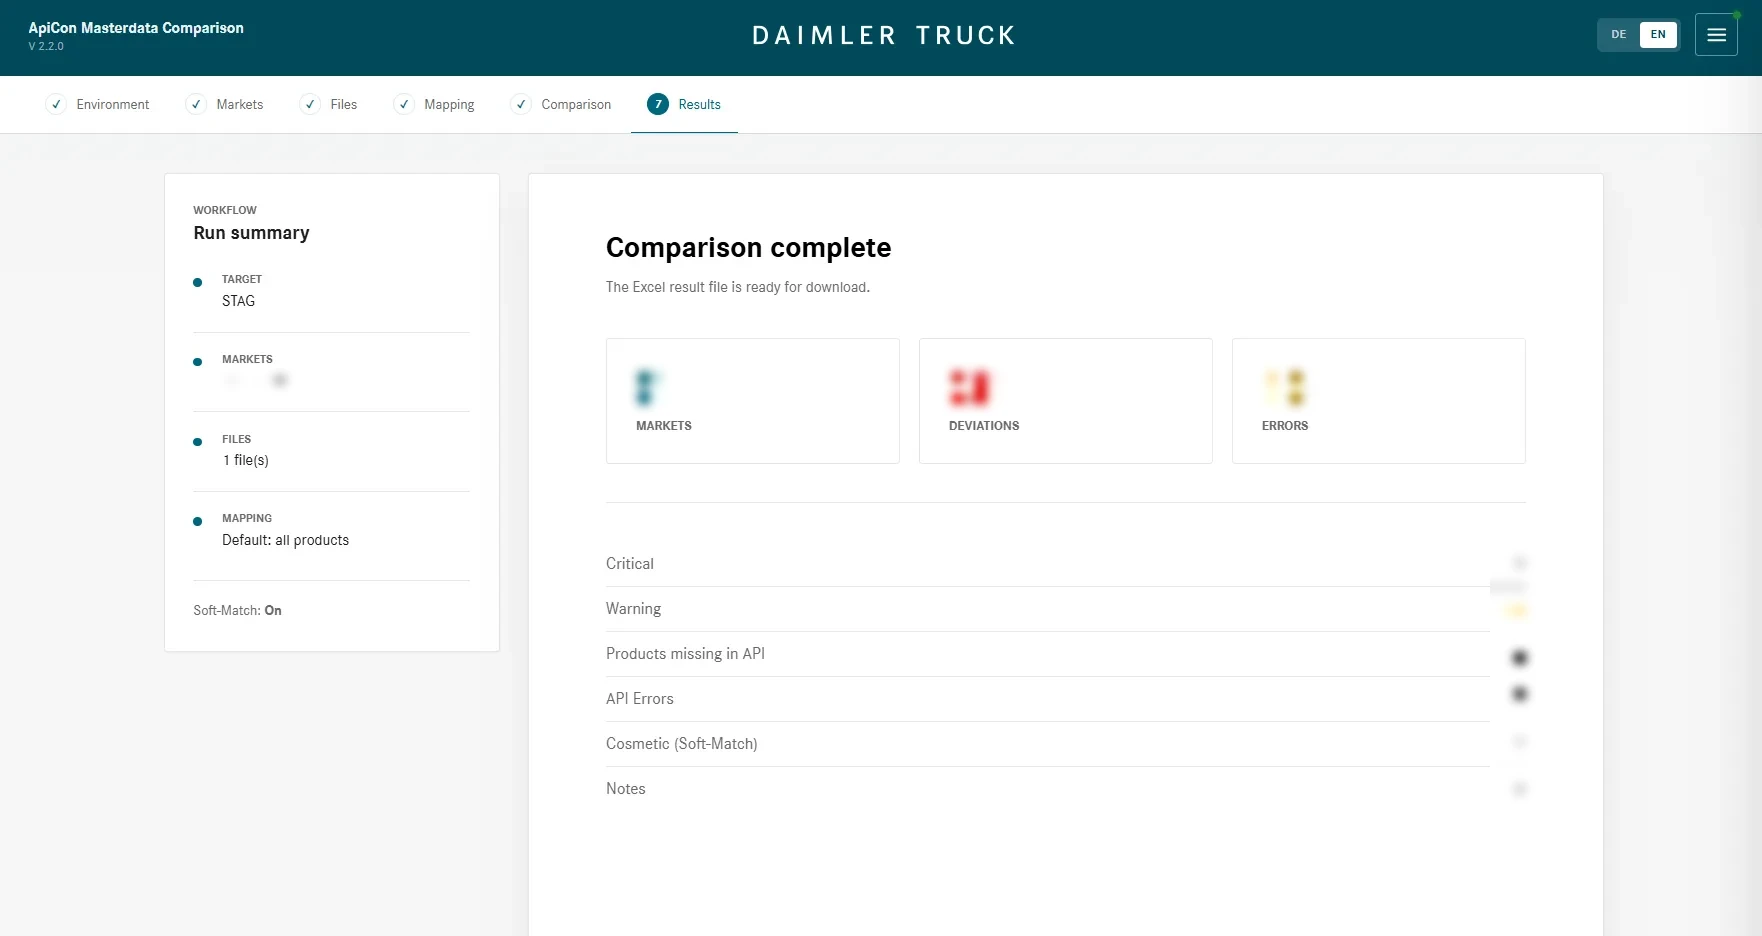 ApiCon Masterdata Comparison
V 2.2.0
DAIMLER TRUCK
DE EN
✓ Environment ✓ Markets ✓ Files ✓ Mapping ✓ Comparison 7 Results
WORKFLOW
Run summary
TARGET
STAG
MARKETS
FILES
1 file(s)
MAPPING
Default: all products
Soft-Match: On
Comparison complete
The Excel result file is ready for download.
MARKETS
DEVIATIONS
ERRORS
Critical
Warning
Products missing in API
API Errors
Cosmetic (Soft-Match)
Notes